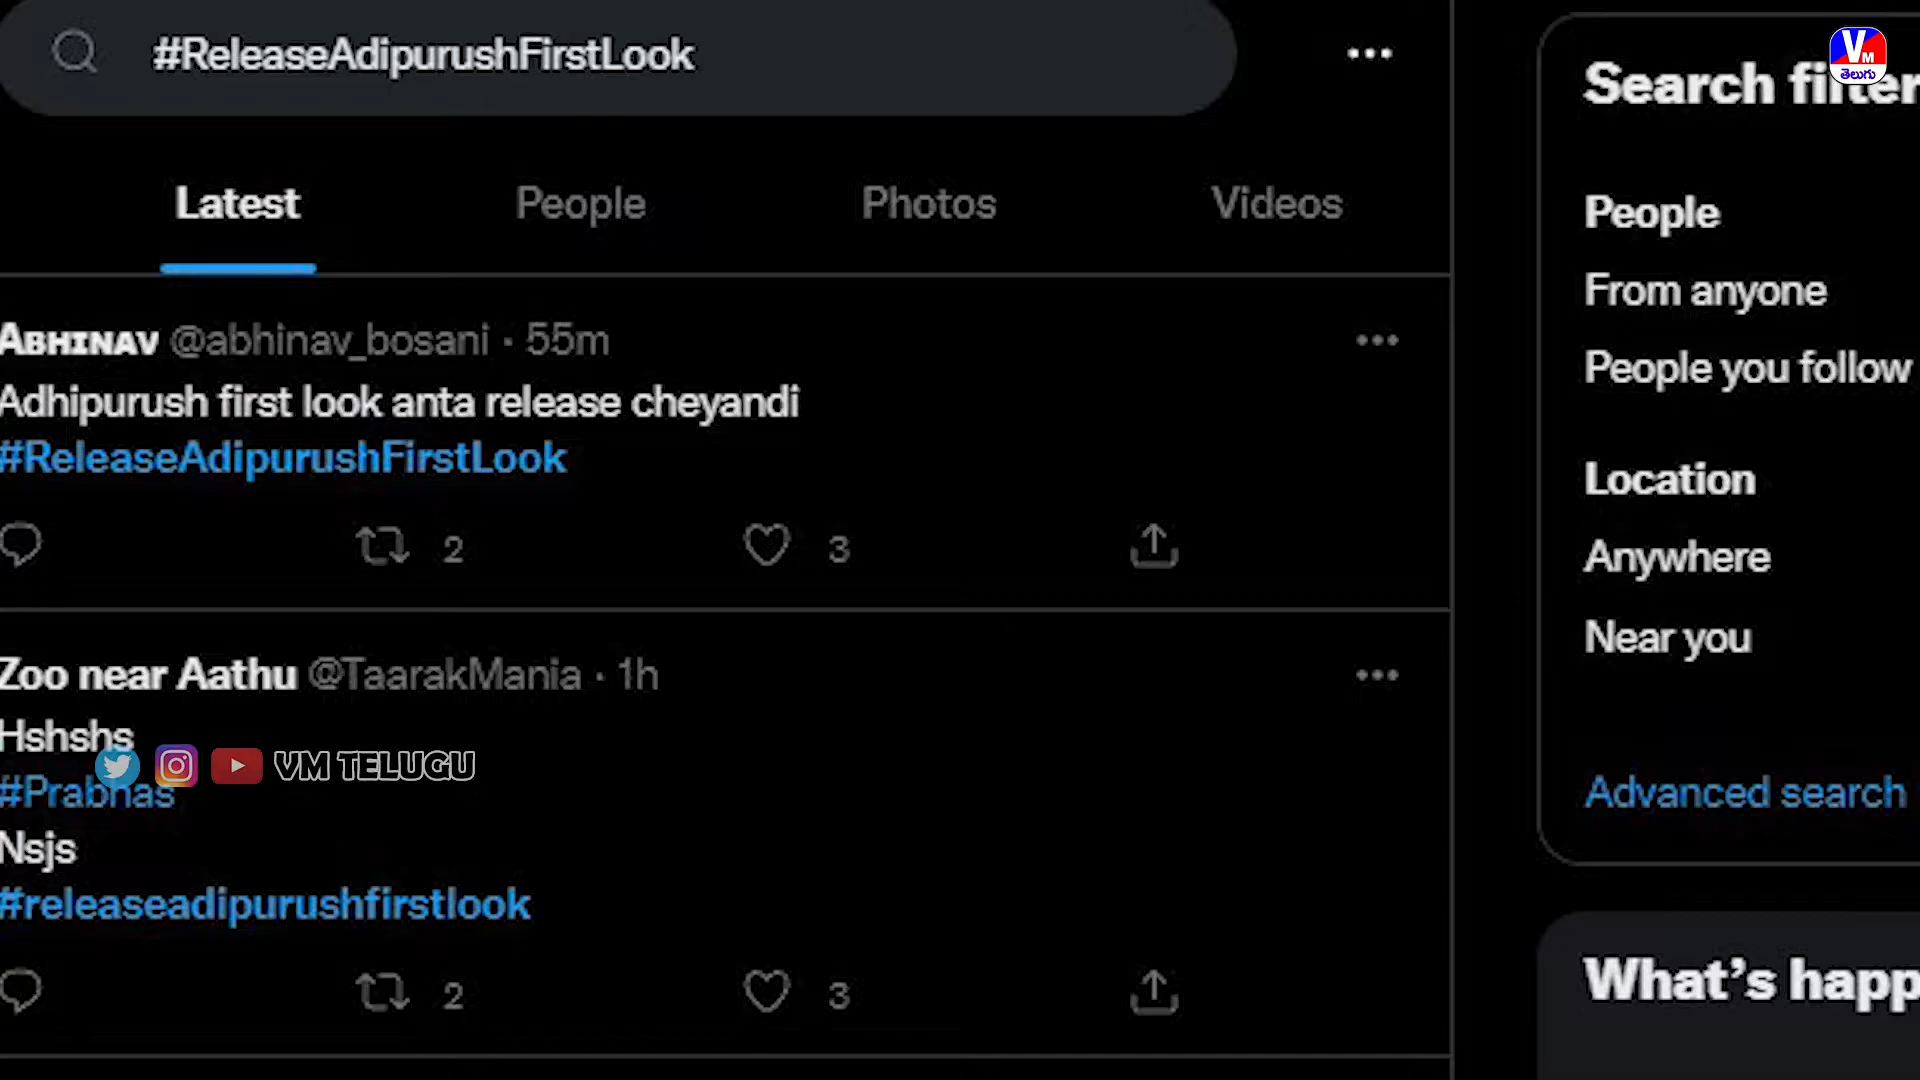 #ReleaseAdipurushFirstLook
Latest
People
Photos
Videos
ABHINAV @abhinav_bosani · 55m
Adhipurush first look anta release cheyandi
#ReleaseAdipurushFirstLook
2
3
Zoo near Aathu @TaarakMania · 1h
Hshshs
#Prabhas
Nsjs
#releaseadipurushfirstlook
2
3
VM TELUGU
VM
తెలుగు
Search filter
People
From anyone
People you follow
Location
Anywhere
Near you
Advanced search
What's happ